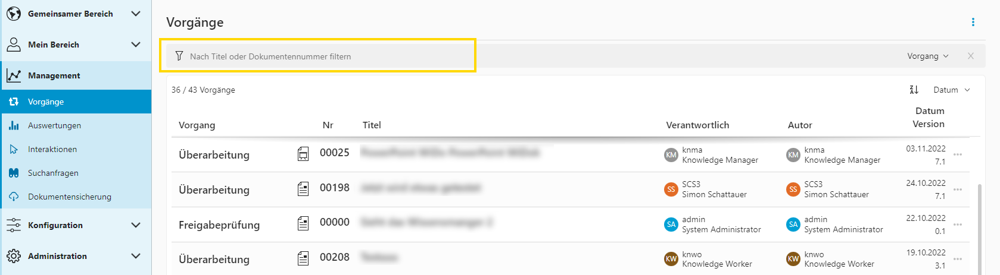 Gemeinsamer Bereich
Mein Bereich
Management
Vorgänge
Auswertungen
Interaktionen
Suchanfragen
Dokumentensicherung
Konfiguration
Administration
Vorgänge
Nach Titel oder Dokumentennummer filtern
Vorgang
36 / 43 Vorgänge
Datum
Vorgang Nr Titel Verantwortlich Autor Datum
Version
Überarbeitung 00025 KM knma KM knma 03.11.2022
Knowledge Manager Knowledge Manager 7.1
Überarbeitung 00198 SS SCS3 SS SCS3 24.10.2022
Simon Schattauer Simon Schattauer 7.1
Freigabeprüfung 00000 SA admin SA admin 22.10.2022
System Administrator System Administrator 0.1
Überarbeitung 00208 KW knwo KW knwo 19.10.2022
Knowledge Worker Knowledge Worker 3.1